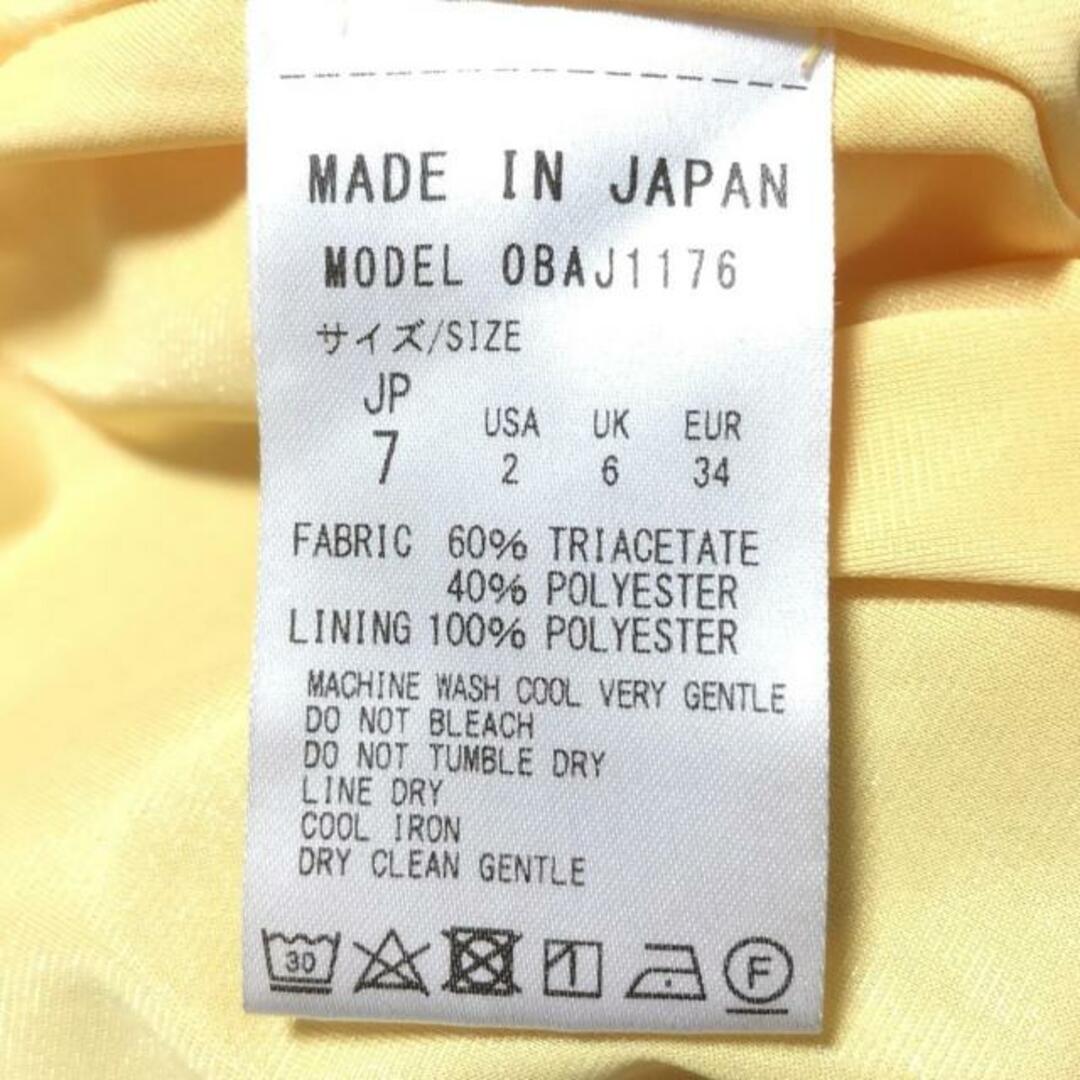 MADE IN JAPAN
MODEL OBAJ1176
サイズ/SIZE
JP USA UK EUR
7 2 6 34
FABRIC 60% TRIACETATE
40% POLYESTER
LINING 100% POLYESTER
MACHINE WASH COOL VERY GENTLE
DO NOT BLEACH
DO NOT TUMBLE DRY
LINE DRY
COOL IRON
DRY CLEAN GENTLE
30 F